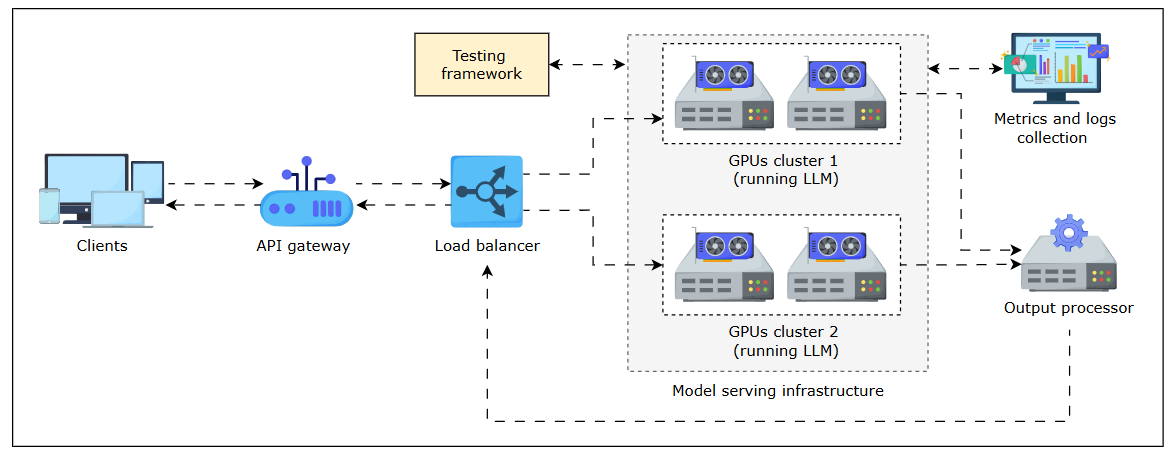 Testing
framework
Metrics and logs
collection
GPUs cluster 1
(running LLM)
Clients
API gateway
Load balancer
Output processor
GPUs cluster 2
(running LLM)
Model serving infrastructure